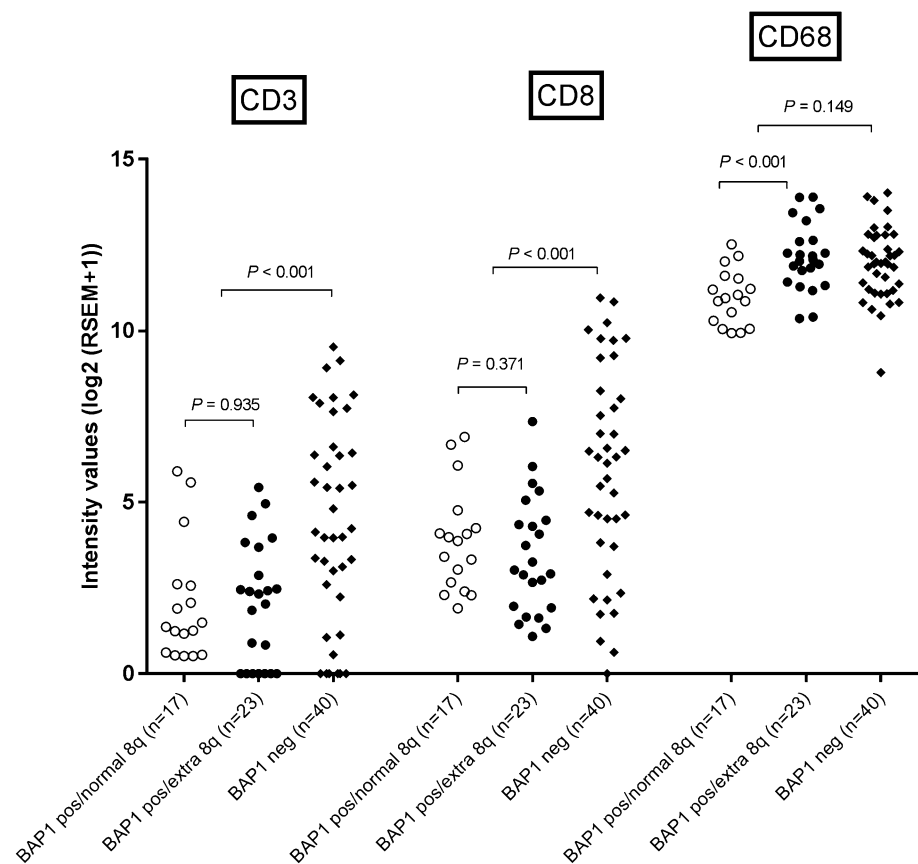 CD68
CD3
CD8
P = 0.149
P < 0.001
P < 0.001
P < 0.001
P = 0.371
P = 0.935
Intensity values (log2 (RSEM+1))
15
10
5
0
BAP1 pos/normal 8q (n=17)
BAP1 pos/extra 8q (n=23)
BAP1 neg (n=40)
BAP1 pos/normal 8q (n=17)
BAP1 pos/extra 8q (n=23)
BAP1 neg (n=40)
BAP1 pos/normal 8q (n=17)
BAP1 pos/extra 8q (n=23)
BAP1 neg (n=40)